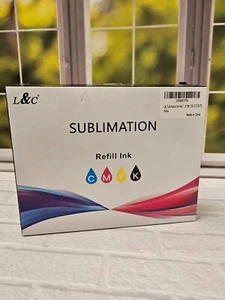 L&C
SUBLIMATION
Refill Ink
C M Y K
Made in China